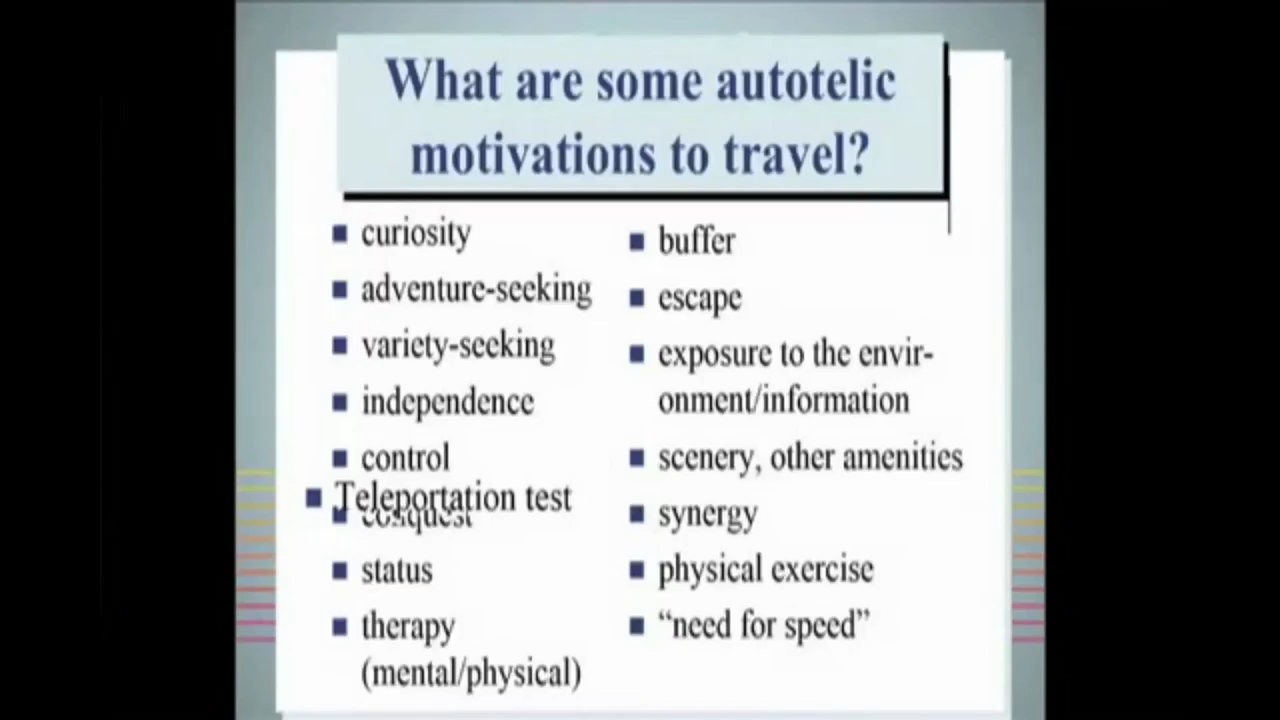 What are some autotelic
motivations to travel?
■ curiosity
■ adventure-seeking
■ variety-seeking
■ independence
■ control
■ Teleportation test
■ conquest
■ status
■ therapy
(mental/physical)
■ buffer
■ escape
■ exposure to the envir-
onment/information
■ scenery, other amenities
■ synergy
■ physical exercise
■ “need for speed”